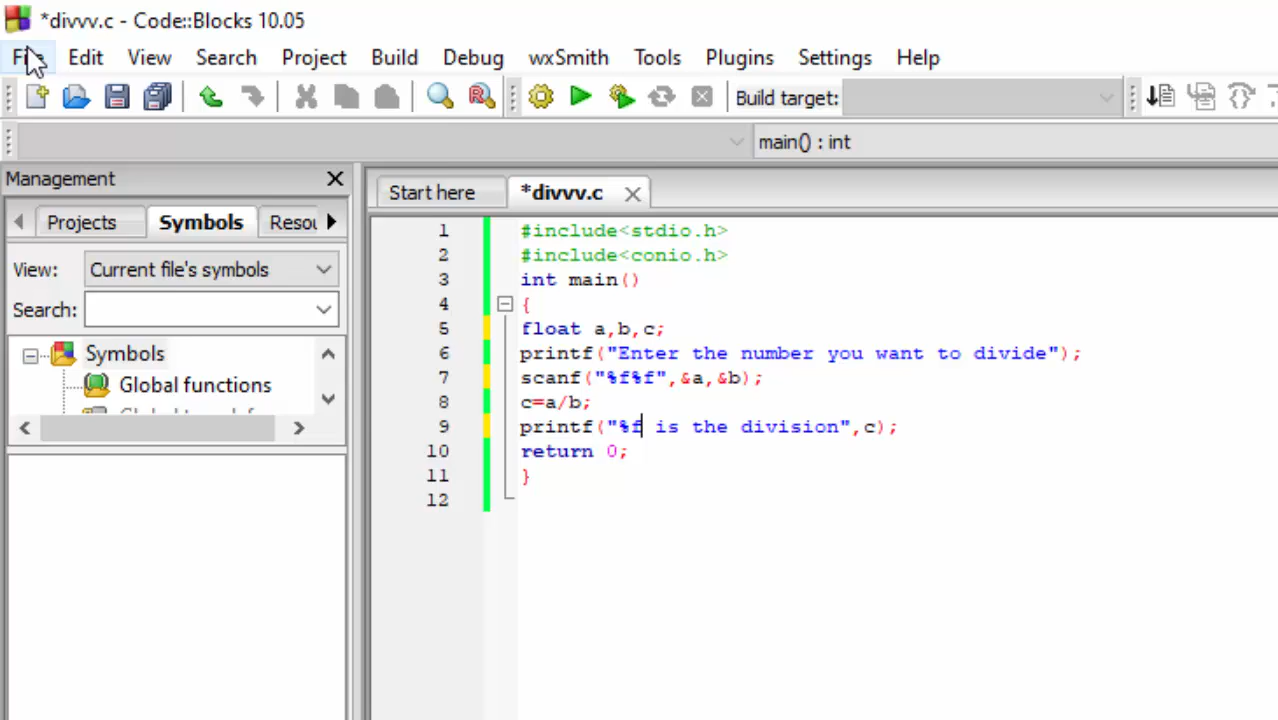 *divvv.c - Code::Blocks 10.05
File Edit View Search Project Build Debug wxSmith Tools Plugins Settings Help
Build target:
main() : int
Management
Start here *divvv.c
Projects Symbols
View: Current file's symbols
Search:
Symbols
Global functions
1 #include<stdio.h>
2 #include<conio.h>
3 int main()
4 {
5 float a,b,c;
6 printf("Enter the number you want to divide");
7 scanf("%f%f",&a,&b);
8 c=a/b;
9 printf("%f is the division",c);
10 return 0;
11 }
12